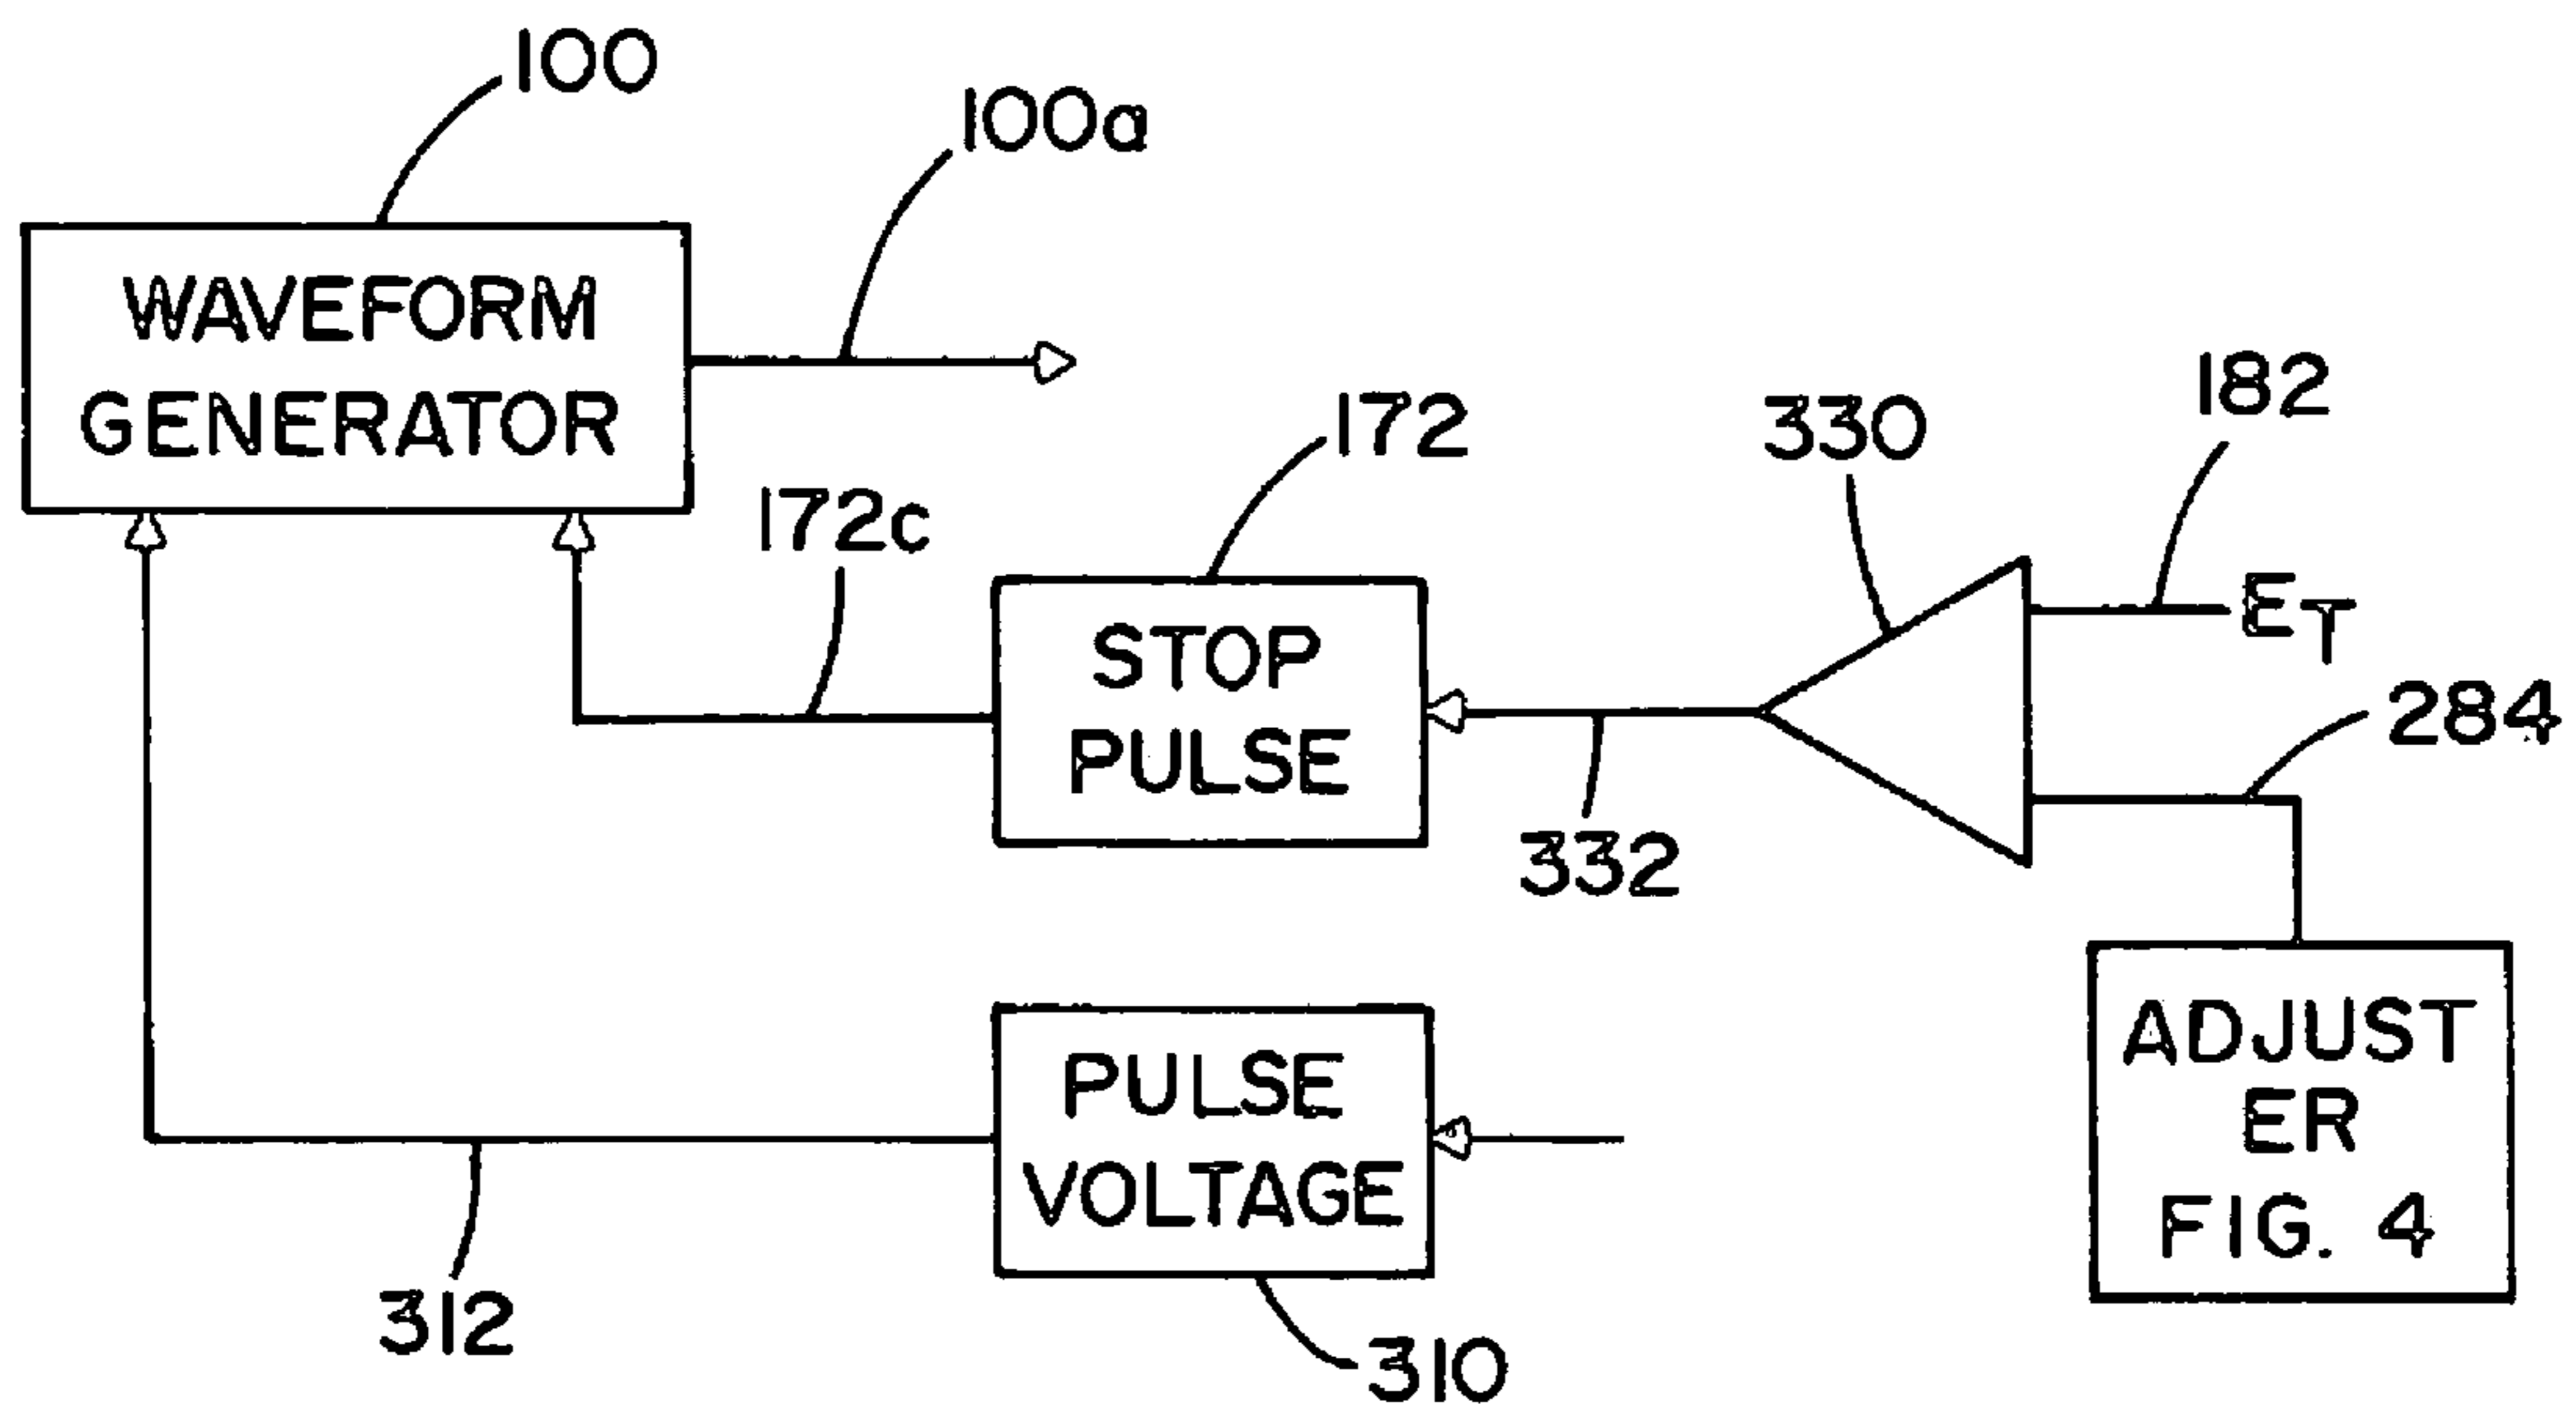 100
100a
WAVEFORM
GENERATOR
172
172c
330
182
E_T
STOP
PULSE
284
332
ADJUST
ER
FIG. 4
PULSE
VOLTAGE
312
310